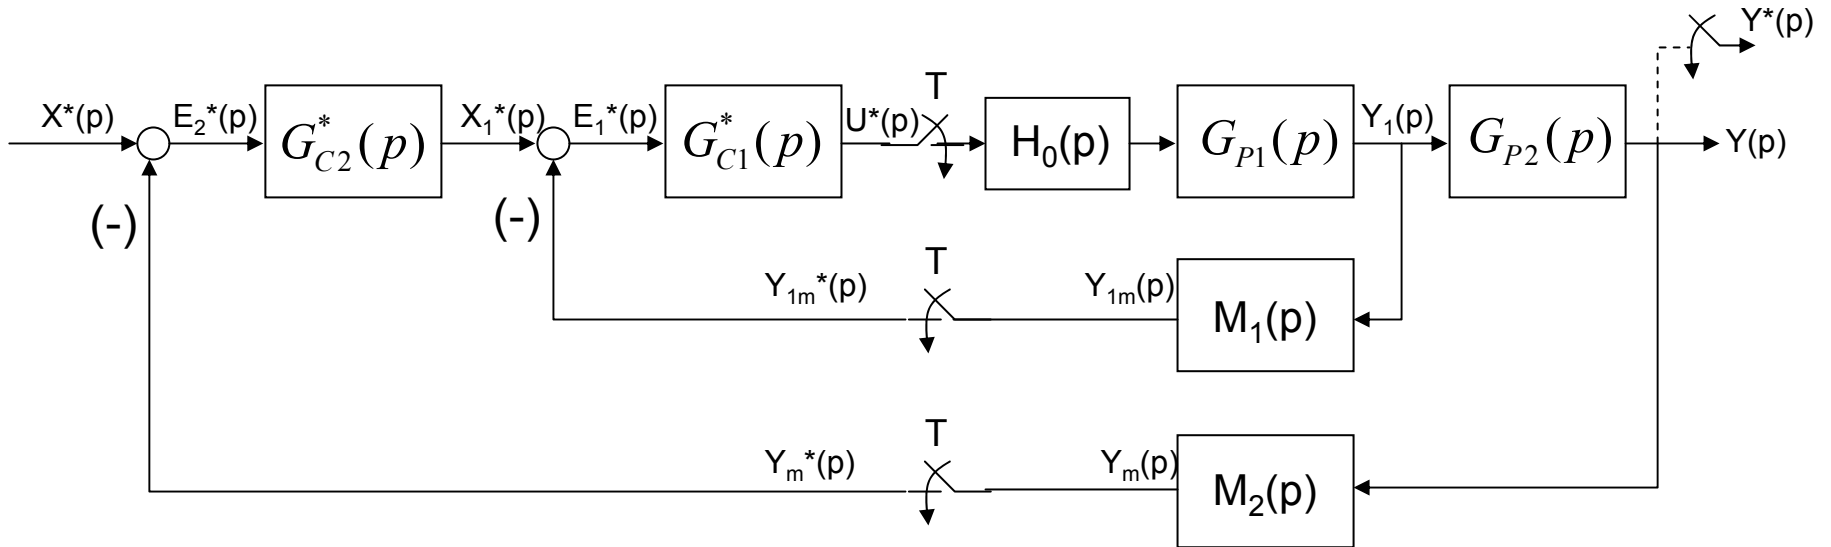 Y*(p)
X*(p)
E2*(p)
G*C2(p)
X1*(p)
E1*(p)
G*C1(p)
U*(p)
T
H0(p)
GP1(p)
Y1(p)
GP2(p)
Y(p)
(-)
(-)
Y1m*(p)
T
Y1m(p)
M1(p)
Ym*(p)
T
Ym(p)
M2(p)